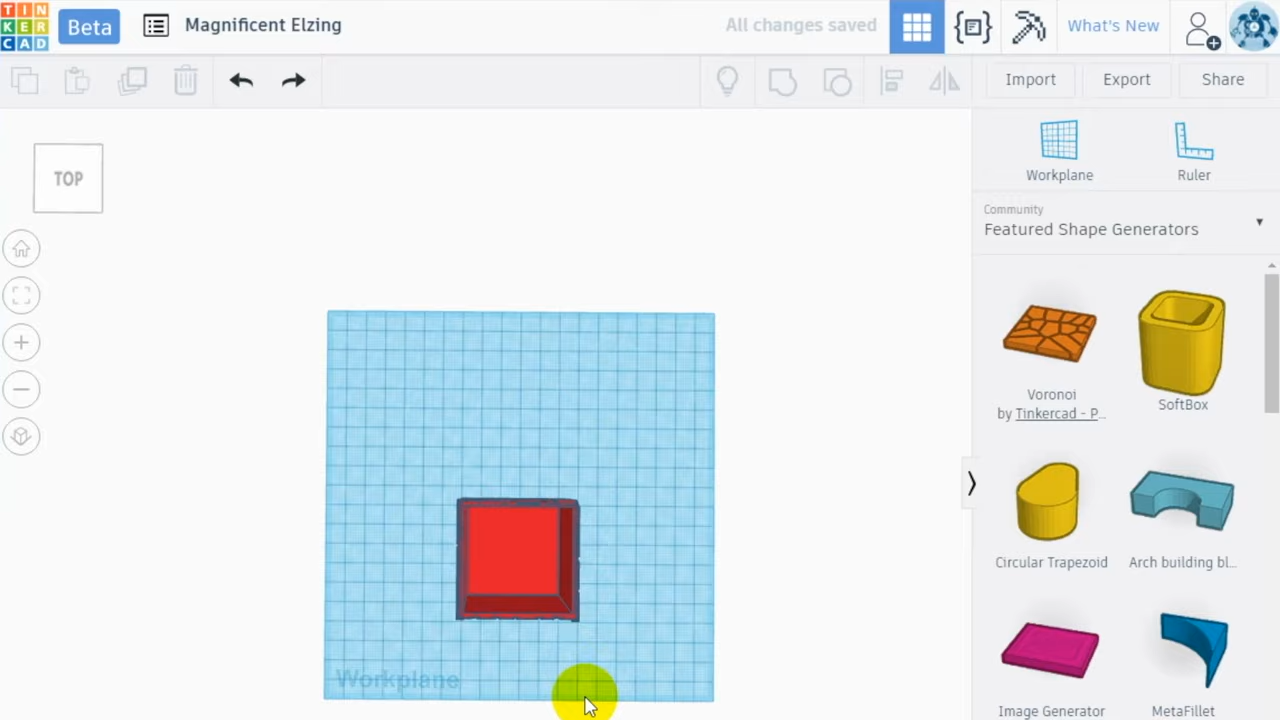 TIN
KER
CAD
Beta
Magnificent Elzing
All changes saved
What's New
Import
Export
Share
TOP
Workplane
Ruler
Community
Featured Shape Generators
Voronoi
by Tinkercad - P...
SoftBox
Circular Trapezoid
Arch building bl...
Image Generator
MetaFillet
Workplane